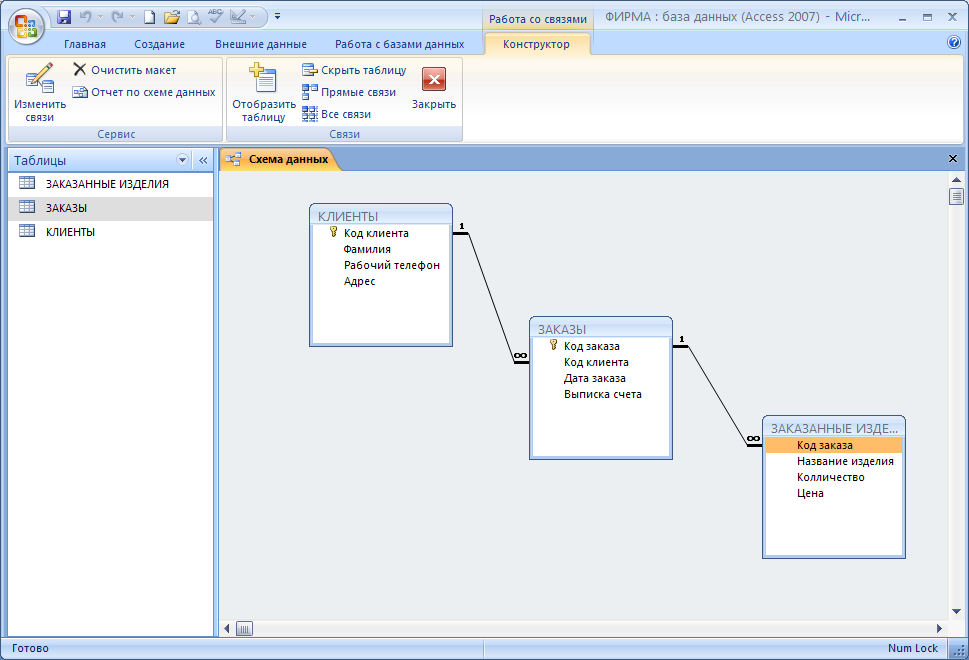 Работа со связями
ФИРМА : база данных (Access 2007) - Micr...
Главная
Создание
Внешние данные
Работа с базами данных
Конструктор
Изменить связи
Очистить макет
Отчет по схеме данных
Сервис
Отобразить таблицу
Скрыть таблицу
Прямые связи
Все связи
Закрыть
Связи
Таблицы
ЗАКАЗАННЫЕ ИЗДЕЛИЯ
ЗАКАЗЫ
КЛИЕНТЫ
Схема данных
КЛИЕНТЫ
Код клиента
Фамилия
Рабочий телефон
Адрес
1
∞
ЗАКАЗЫ
Код заказа
Код клиента
Дата заказа
Выписка счета
1
∞
ЗАКАЗАННЫЕ ИЗДЕ...
Код заказа
Название изделия
Колличество
Цена
Готово
Num Lock